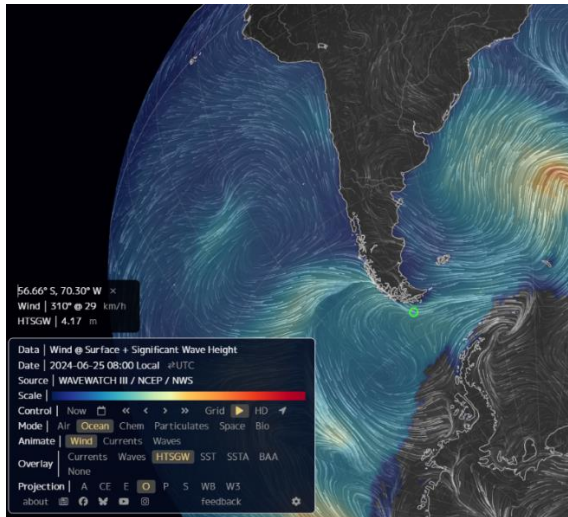 56.66° S, 70.30° W ×
Wind | 310° @ 29 km/h
HTSGW | 4.17 m
Data | Wind @ Surface + Significant Wave Height
Date | 2024-06-25 08:00 Local ⇄UTC
Source | WAVEWATCH III / NCEP / NWS
Scale |
Control | Now « ‹ › » Grid HD
Mode | Air Ocean Chem Particulates Space Bio
Animate | Wind Currents Waves
Overlay | Currents Waves HTSGW SST SSTA BAA
None
Projection | A CE E O P S WB W3
about feedback